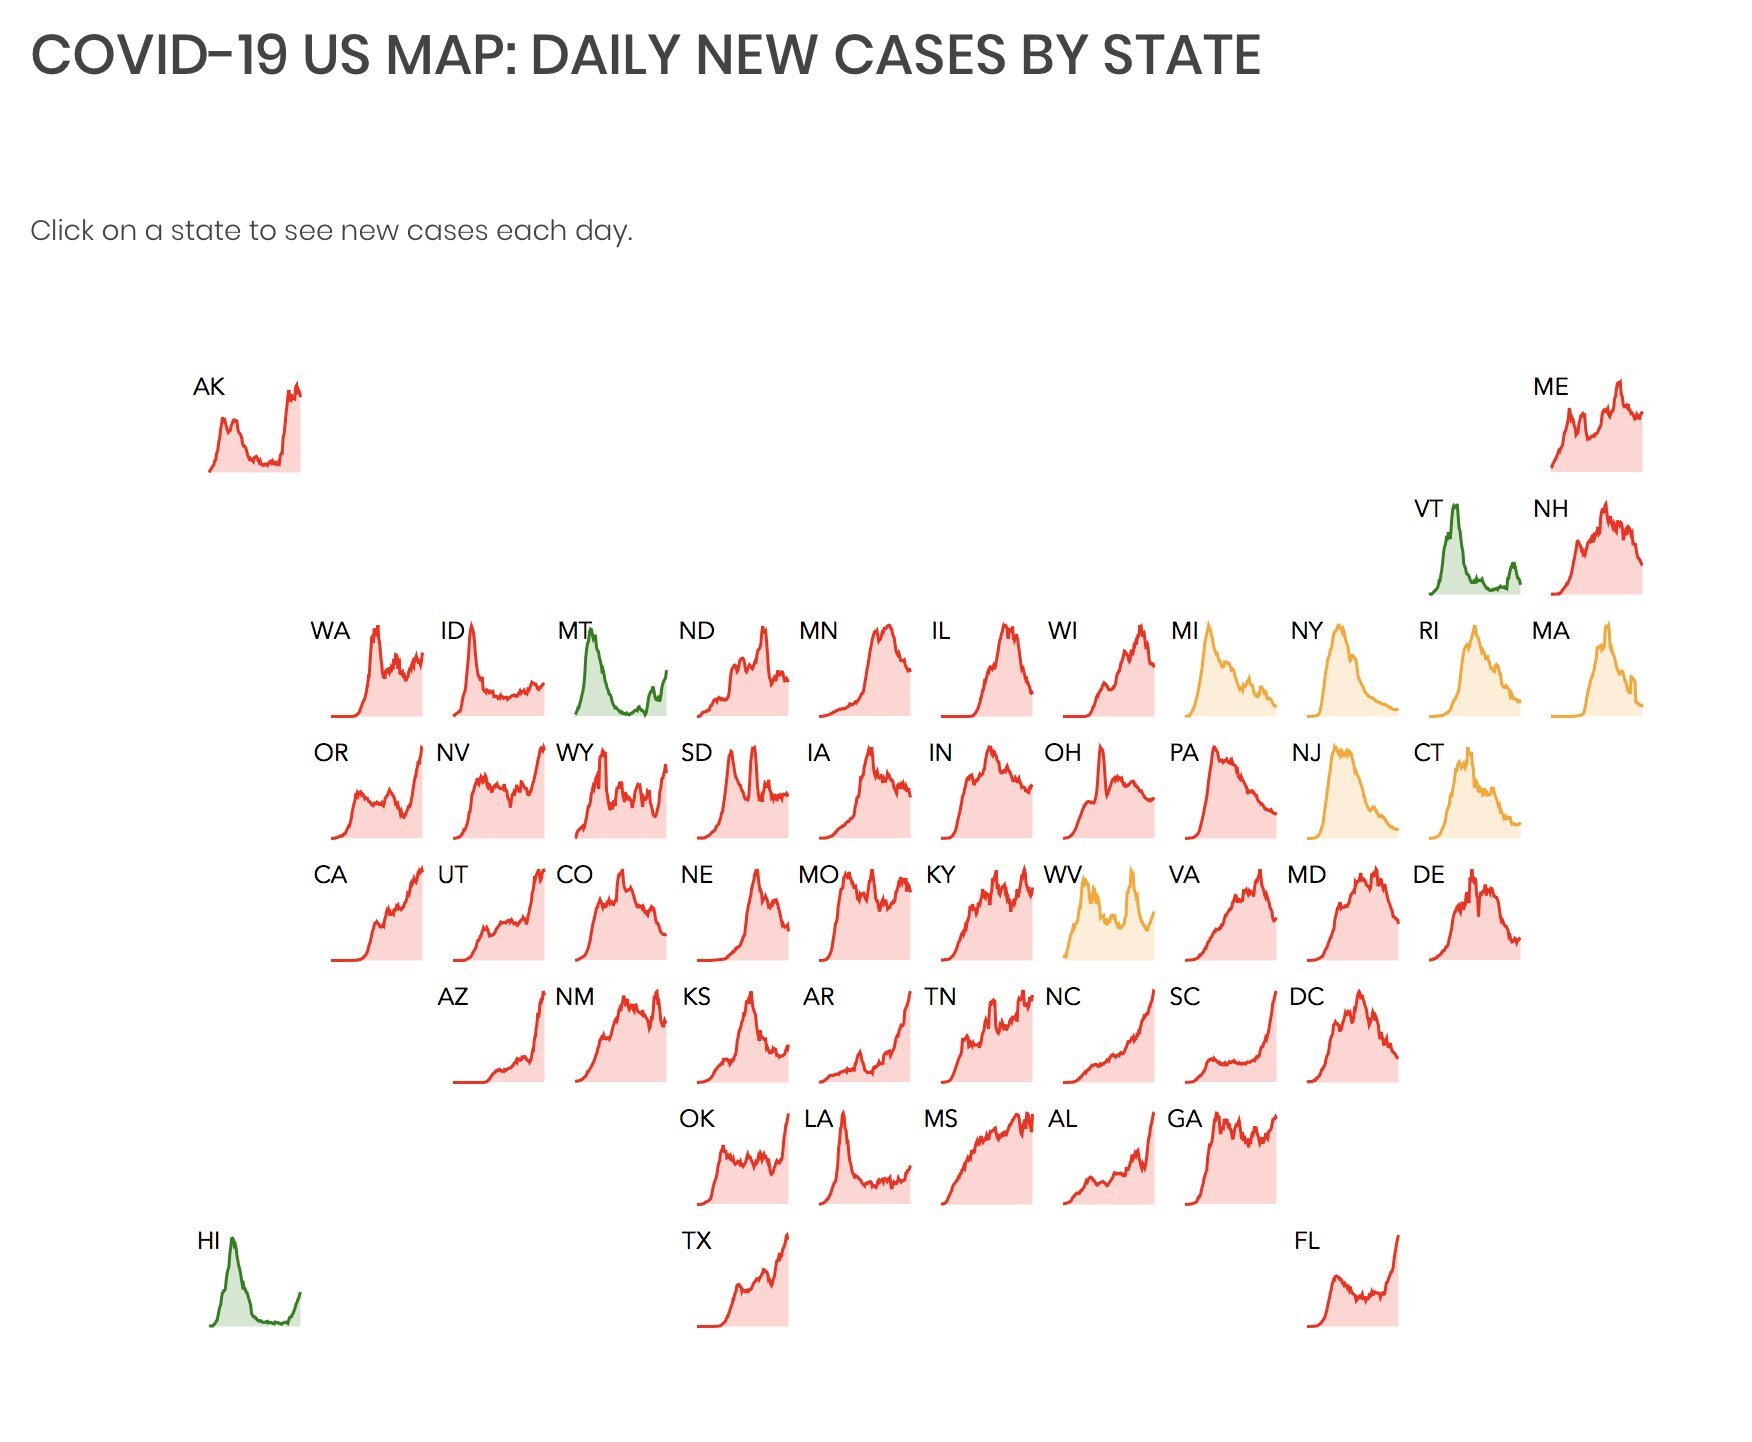 COVID-19 US MAP: DAILY NEW CASES BY STATE
Click on a state to see new cases each day.
AK ME
VT NH
WA ID MT ND MN IL WI MI NY RI MA
OR NV WY SD IA IN OH PA NJ CT
CA UT CO NE MO KY WV VA MD DE
AZ NM KS AR TN NC SC DC
OK LA MS AL GA
HI TX FL